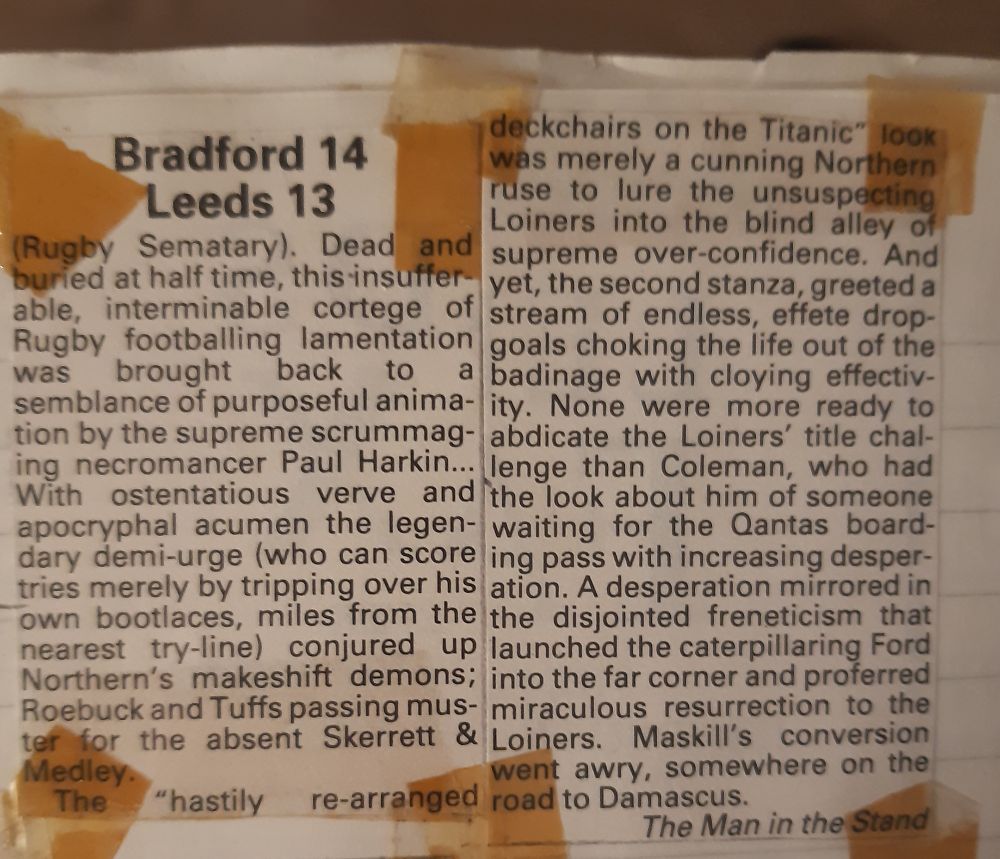 Bradford 14
Leeds 13
(Rugby Sematary). Dead and
buried at half time, this insuffer-
able, interminable cortege of
Rugby footballing lamentation
was brought back to a
semblance of purposeful anima-
tion by the supreme scrummag-
ing necromancer Paul Harkin...
With ostentatious verve and
apocryphal acumen the legen-
dary demi-urge (who can score
tries merely by tripping over his
own bootlaces, miles from the
nearest try-line) conjured up
Northern's makeshift demons;
Roebuck and Tuffs passing mus-
ter for the absent Skerrett &
Medley.
The “hastily re-arranged
deckchairs on the Titanic” look
was merely a cunning Northern
ruse to lure the unsuspecting
Loiners into the blind alley of
supreme over-confidence. And
yet, the second stanza, greeted a
stream of endless, effete drop-
goals choking the life out of the
badinage with cloying effectiv-
ity. None were more ready to
abdicate the Loiners' title chal-
lenge than Coleman, who had
the look about him of someone
waiting for the Qantas board-
ing pass with increasing desper-
ation. A desperation mirrored in
the disjointed freneticism that
launched the caterpillaring Ford
into the far corner and proferred
miraculous resurrection to the
Loiners. Maskill's conversion
went awry, somewhere on the
road to Damascus.
The Man in the Stand